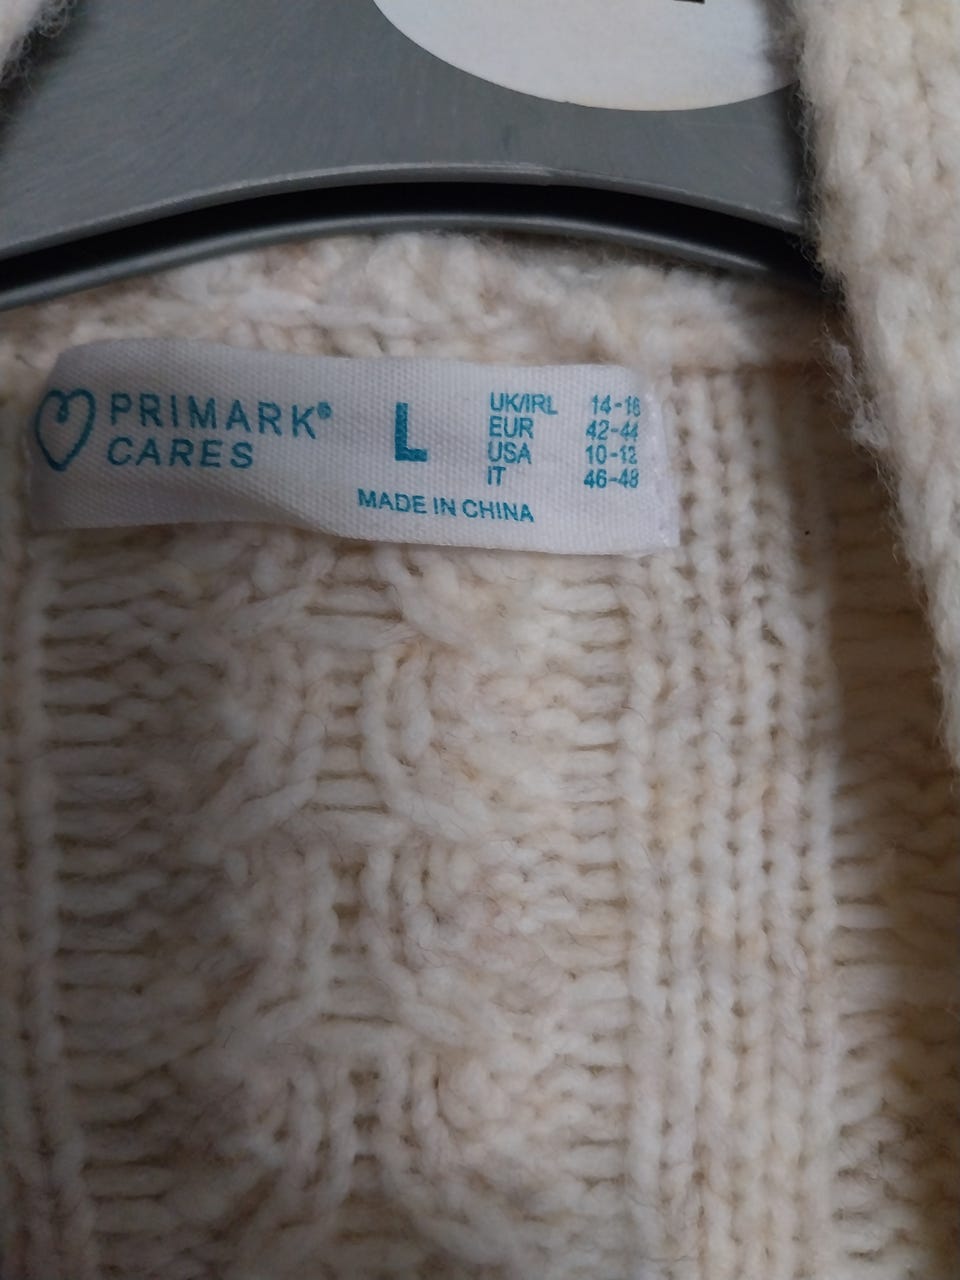 PRIMARK®
CARES
L
UK/IRL 14-16
EUR 42-44
USA 10-12
IT 46-48
MADE IN CHINA